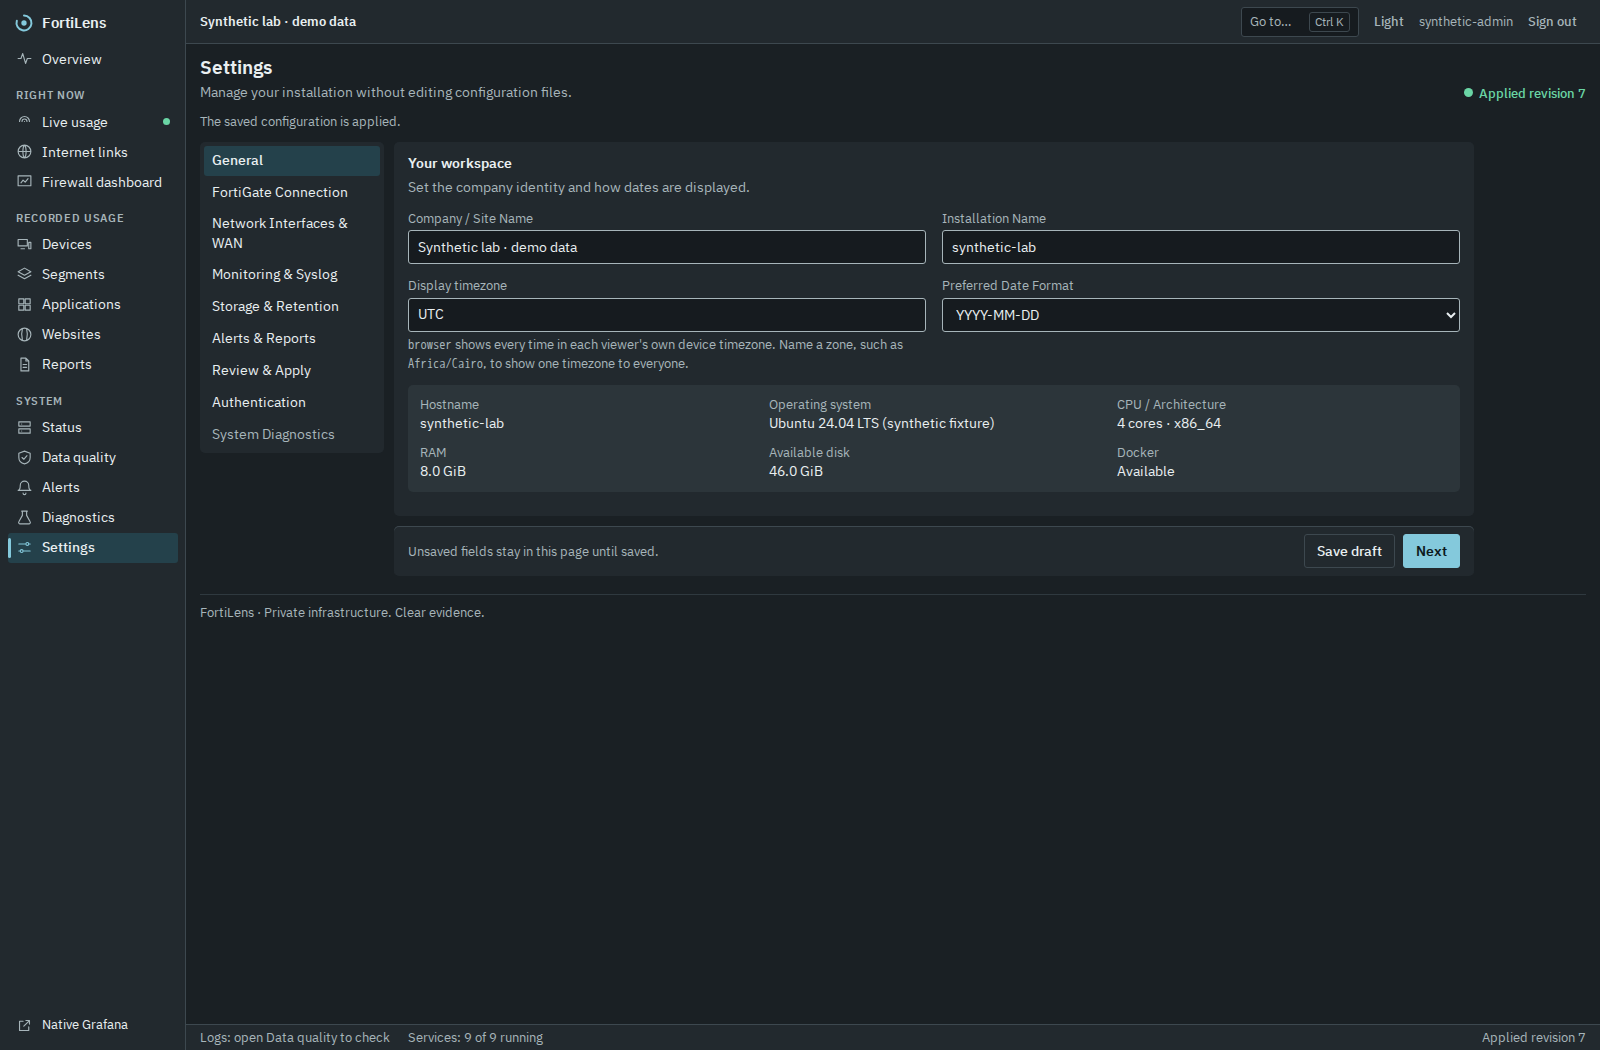 FortiLens
Overview
RIGHT NOW
Live usage
Internet links
Firewall dashboard
RECORDED USAGE
Devices
Segments
Applications
Websites
Reports
SYSTEM
Status
Data quality
Alerts
Diagnostics
Settings
Native Grafana
Synthetic lab · demo data
Go to... Ctrl K Light synthetic-admin Sign out
Settings
Manage your installation without editing configuration files.
Applied revision 7
The saved configuration is applied.
General
FortiGate Connection
Network Interfaces &
WAN
Monitoring & Syslog
Storage & Retention
Alerts & Reports
Review & Apply
Authentication
System Diagnostics
Your workspace
Set the company identity and how dates are displayed.
Company / Site Name
Synthetic lab · demo data
Installation Name
synthetic-lab
Display timezone
UTC
browser shows every time in each viewer's own device timezone. Name a zone, such as
Africa/Cairo, to show one timezone to everyone.
Preferred Date Format
YYYY-MM-DD
Hostname
synthetic-lab
Operating system
Ubuntu 24.04 LTS (synthetic fixture)
CPU / Architecture
4 cores · x86_64
RAM
8.0 GiB
Available disk
46.0 GiB
Docker
Available
Unsaved fields stay in this page until saved.
Save draft Next
FortiLens · Private infrastructure. Clear evidence.
Logs: open Data quality to check Services: 9 of 9 running Applied revision 7